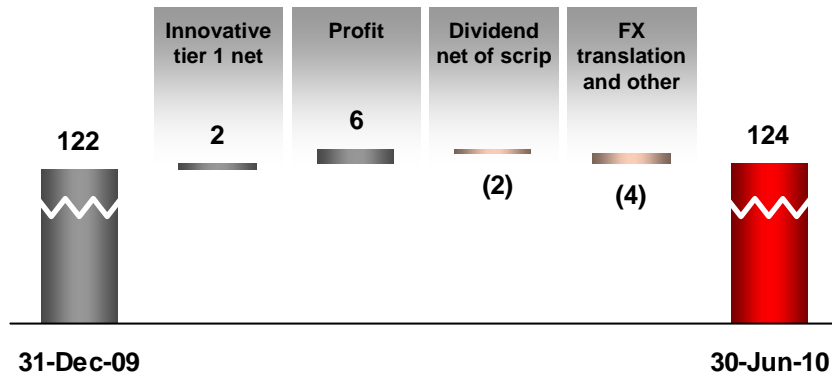 Innovative
tier 1 net
Profit
Dividend
net of scrip
FX
translation
and other
122
2
6
(2)
(4)
124
31-Dec-09
30-Jun-10